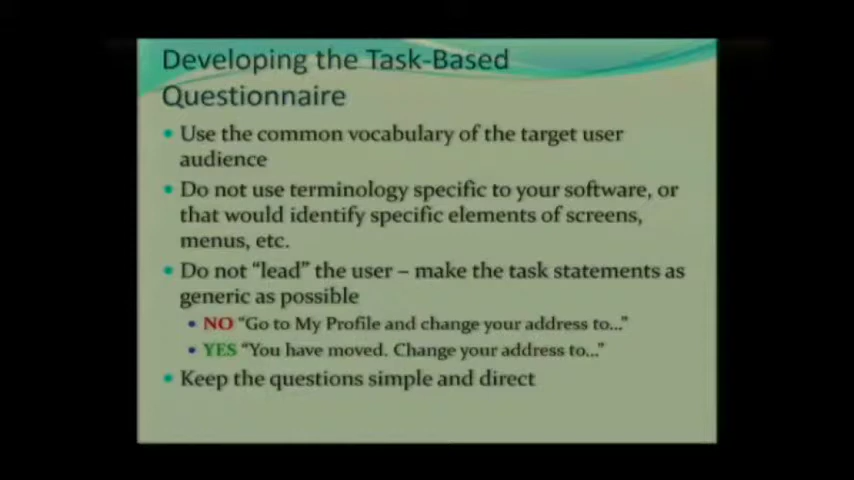 Developing the Task-Based
Questionnaire
• Use the common vocabulary of the target user
audience
• Do not use terminology specific to your software, or
that would identify specific elements of screens,
menus, etc.
• Do not “lead” the user – make the task statements as
generic as possible
• NO “Go to My Profile and change your address to...”
• YES “You have moved. Change your address to...”
• Keep the questions simple and direct